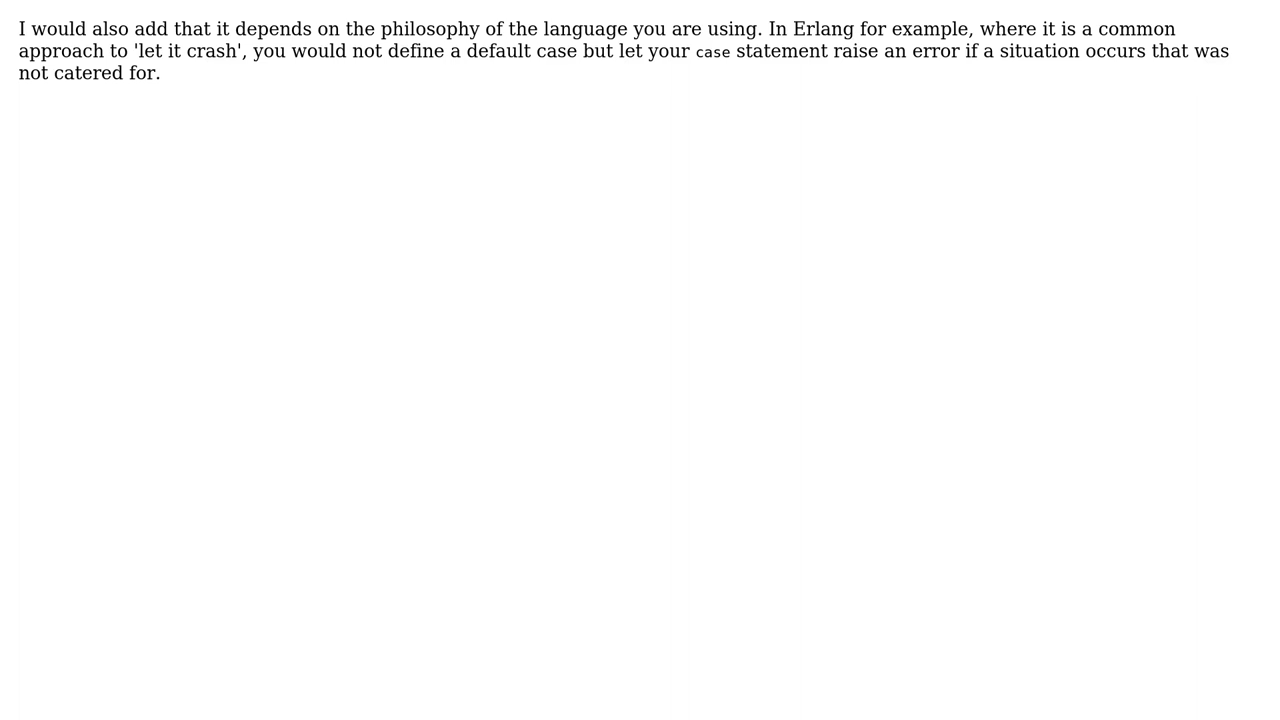 I would also add that it depends on the philosophy of the language you are using. In Erlang for example, where it is a common
approach to 'let it crash', you would not define a default case but let your case statement raise an error if a situation occurs that was
not catered for.